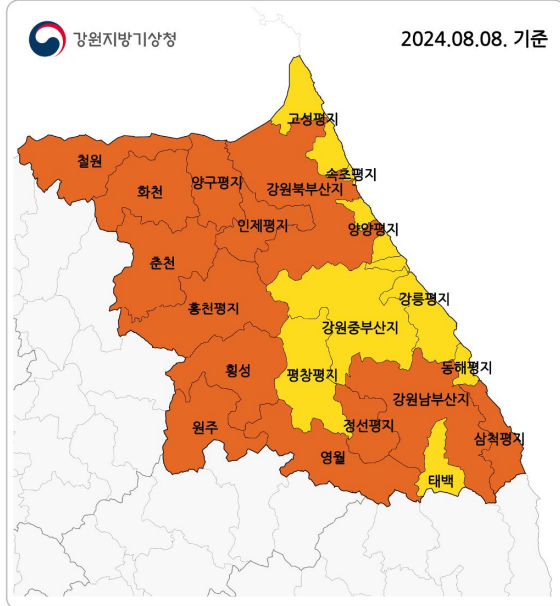 강원지방기상청
2024.08.08. 기준
고성평지
철원
양구평지
속초평지
화천
강원북부산지
인제평지
양양평지
춘천
강릉평지
홍천평지
강원중부산지
동해평지
횡성
평창평지
강원남부산지
원주
정선평지
삼척평지
영월
태백